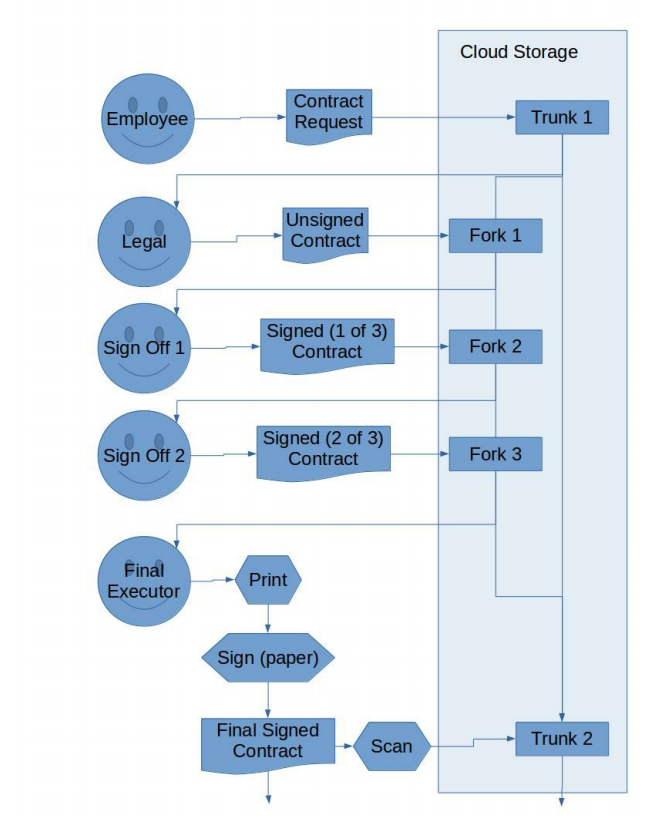 Cloud Storage
Employee
Contract
Request
Trunk 1
Legal
Unsigned
Contract
Fork 1
Sign Off 1
Signed (1 of 3)
Contract
Fork 2
Sign Off 2
Signed (2 of 3)
Contract
Fork 3
Final
Executor
Print
Sign (paper)
Final Signed
Contract
Scan
Trunk 2